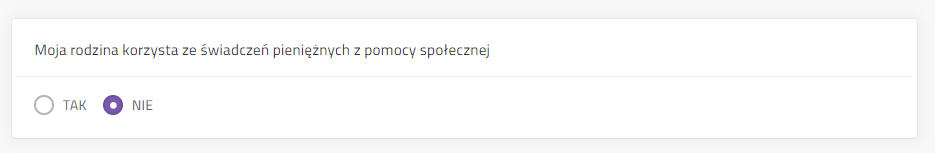 Moja rodzina korzysta ze świadczeń pieniężnych z pomocy społecznej
TAK NIE